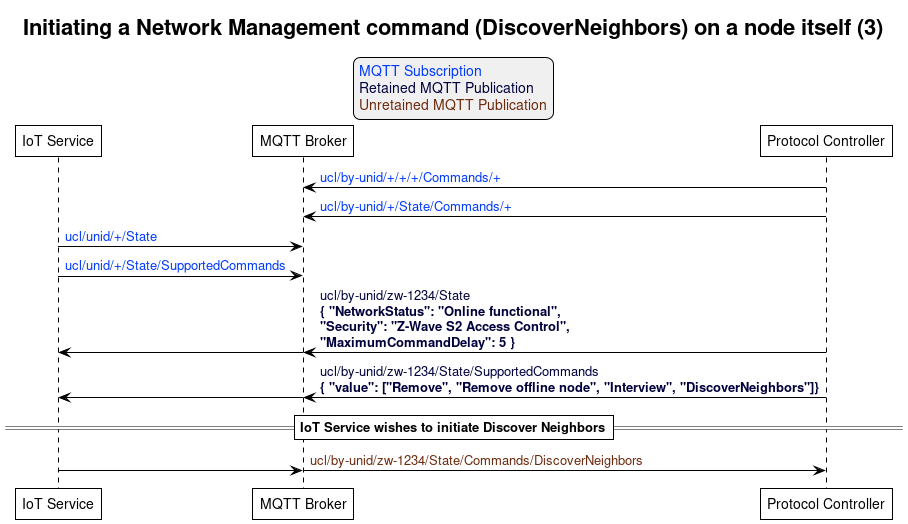 Initiating a Network Management command (DiscoverNeighbors) on a node itself (3)
MQTT Subscription
Retained MQTT Publication
Unretained MQTT Publication
IoT Service
MQTT Broker
Protocol Controller
ucl/by-unid/+/+/+/Commands/+
ucl/by-unid/+/State/Commands/+
ucl/unid/+/State
ucl/unid/+/State/SupportedCommands
ucl/by-unid/zw-1234/State
{ "NetworkStatus": "Online functional",
"Security": "Z-Wave S2 Access Control",
"MaximumCommandDelay": 5 }
ucl/by-unid/zw-1234/State/SupportedCommands
{ "value": ["Remove", "Remove offline node", "Interview", "DiscoverNeighbors"]}
IoT Service wishes to initiate Discover Neighbors
ucl/by-unid/zw-1234/State/Commands/DiscoverNeighbors
IoT Service
MQTT Broker
Protocol Controller